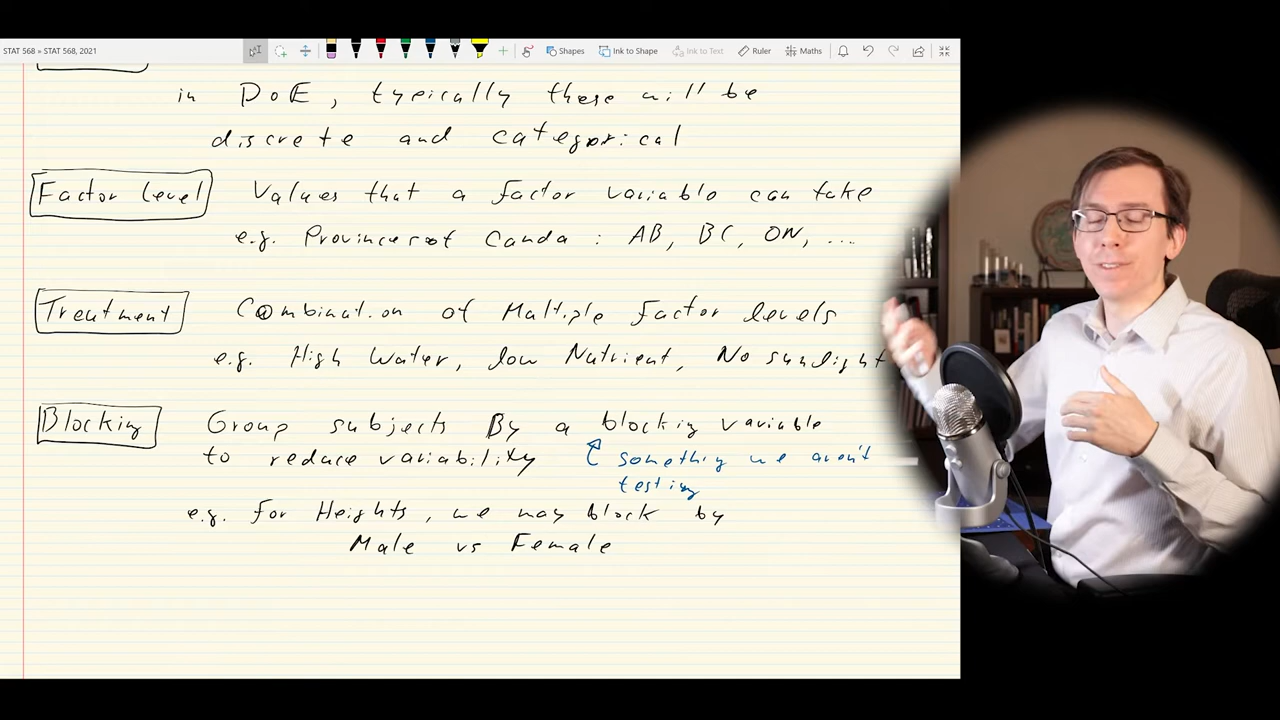 STAT 568 » STAT 568, 2021
Shapes Ink to Shape Ink to Text Ruler Maths
in DoE, typically these will be
discrete and categorical
Factor Level Values that a factor variable can take
e.g. Provinces of Canda : AB, BC, ON, ...
Treatment Combination of Multiple Factor levels
e.g. High Water, low Nutrient, No sunlight
Blocking Group subjects By a blocking variable
to reduce variability something we aren't
testing
e.g. for Heights, we may block by
Male vs Female